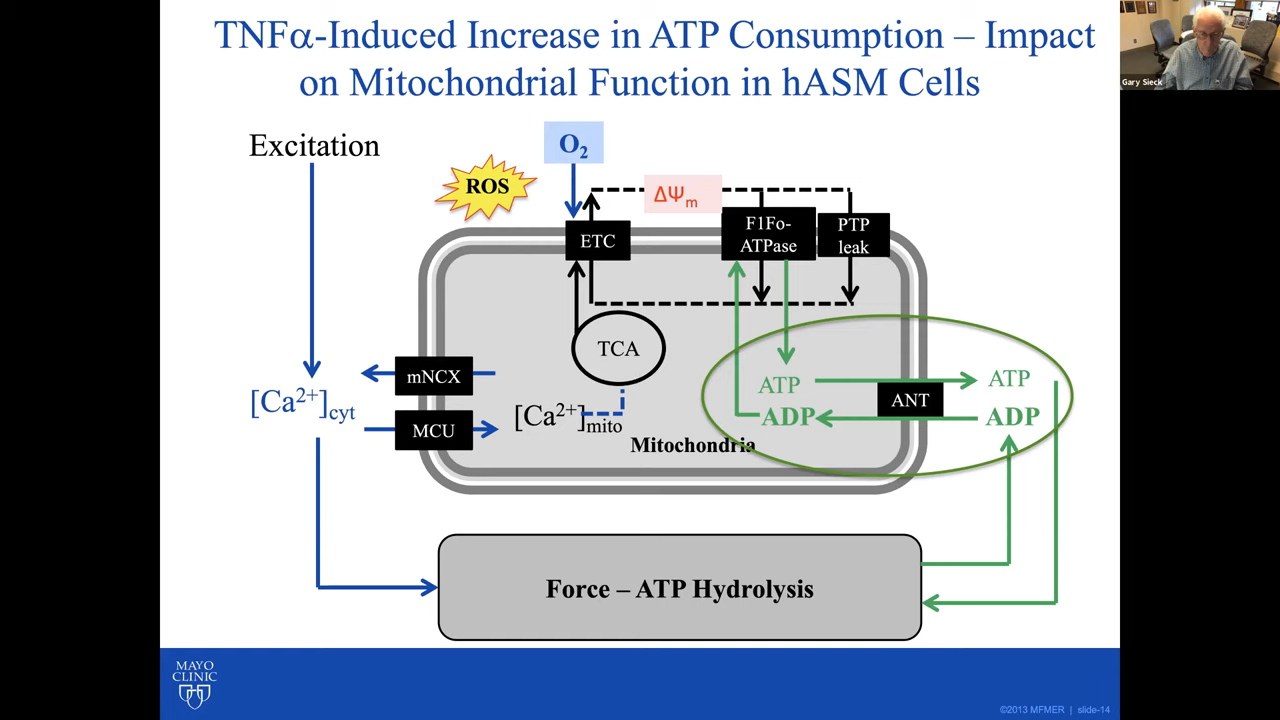 TNFα-Induced Increase in ATP Consumption – Impact
on Mitochondrial Function in hASM Cells
Gary Sieck
Excitation
O2
ROS
ΔΨm
ETC
F1Fo-
ATPase
PTP
leak
TCA
mNCX
[Ca2+]cyt
MCU
[Ca2+]mito
Mitochondria
ATP
ATP
ANT
ADP
ADP
Force – ATP Hydrolysis
MAYO
CLINIC
©2013 MFMER | slide-14